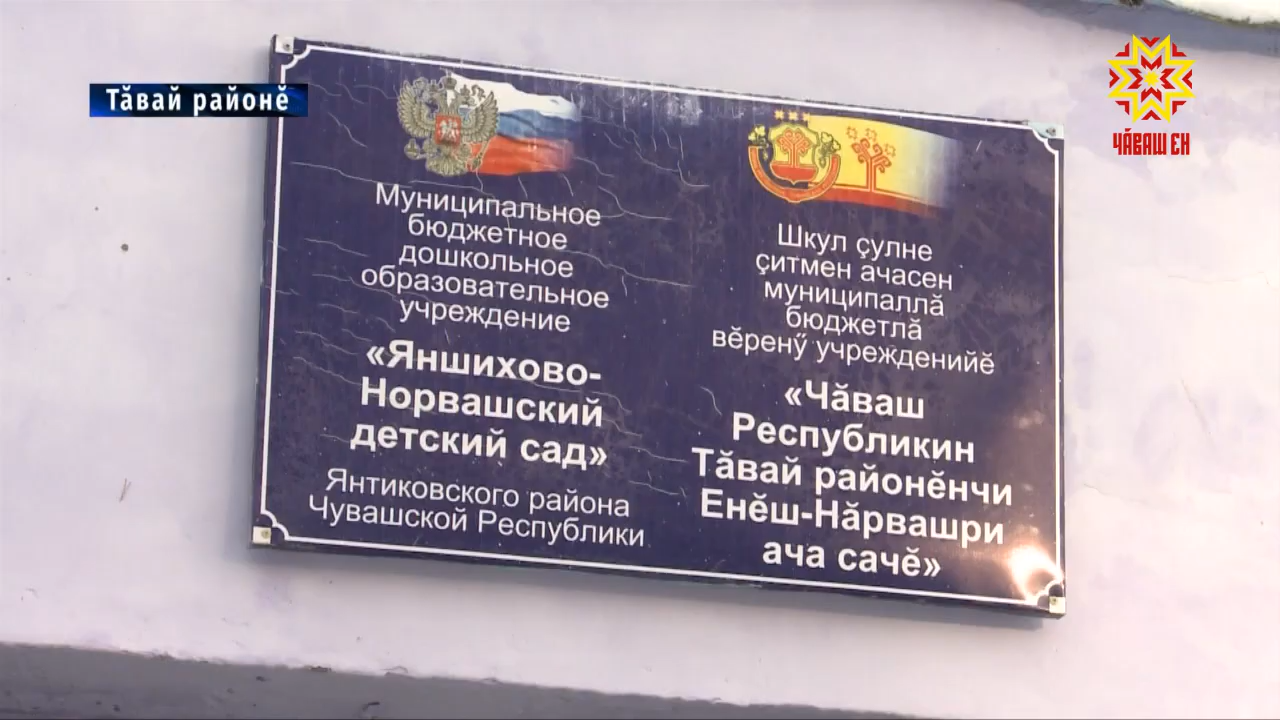 Тӑвай районӗ
ЧӐВАШ ЕН
Муниципальное
бюджетное
дошкольное
образовательное
учреждение
«Яншихово-
Норвашский
детский сад»
Янтиковского района
Чувашской Республики
Шкул ҫулне
ҫитмен ачасен
муниципаллӑ
бюджетлӑ
вӗренӳ учрежденийӗ
«Чӑваш
Республикин
Тӑвай районӗнчи
Енӗш-Нӑрвашри
ача сачӗ»